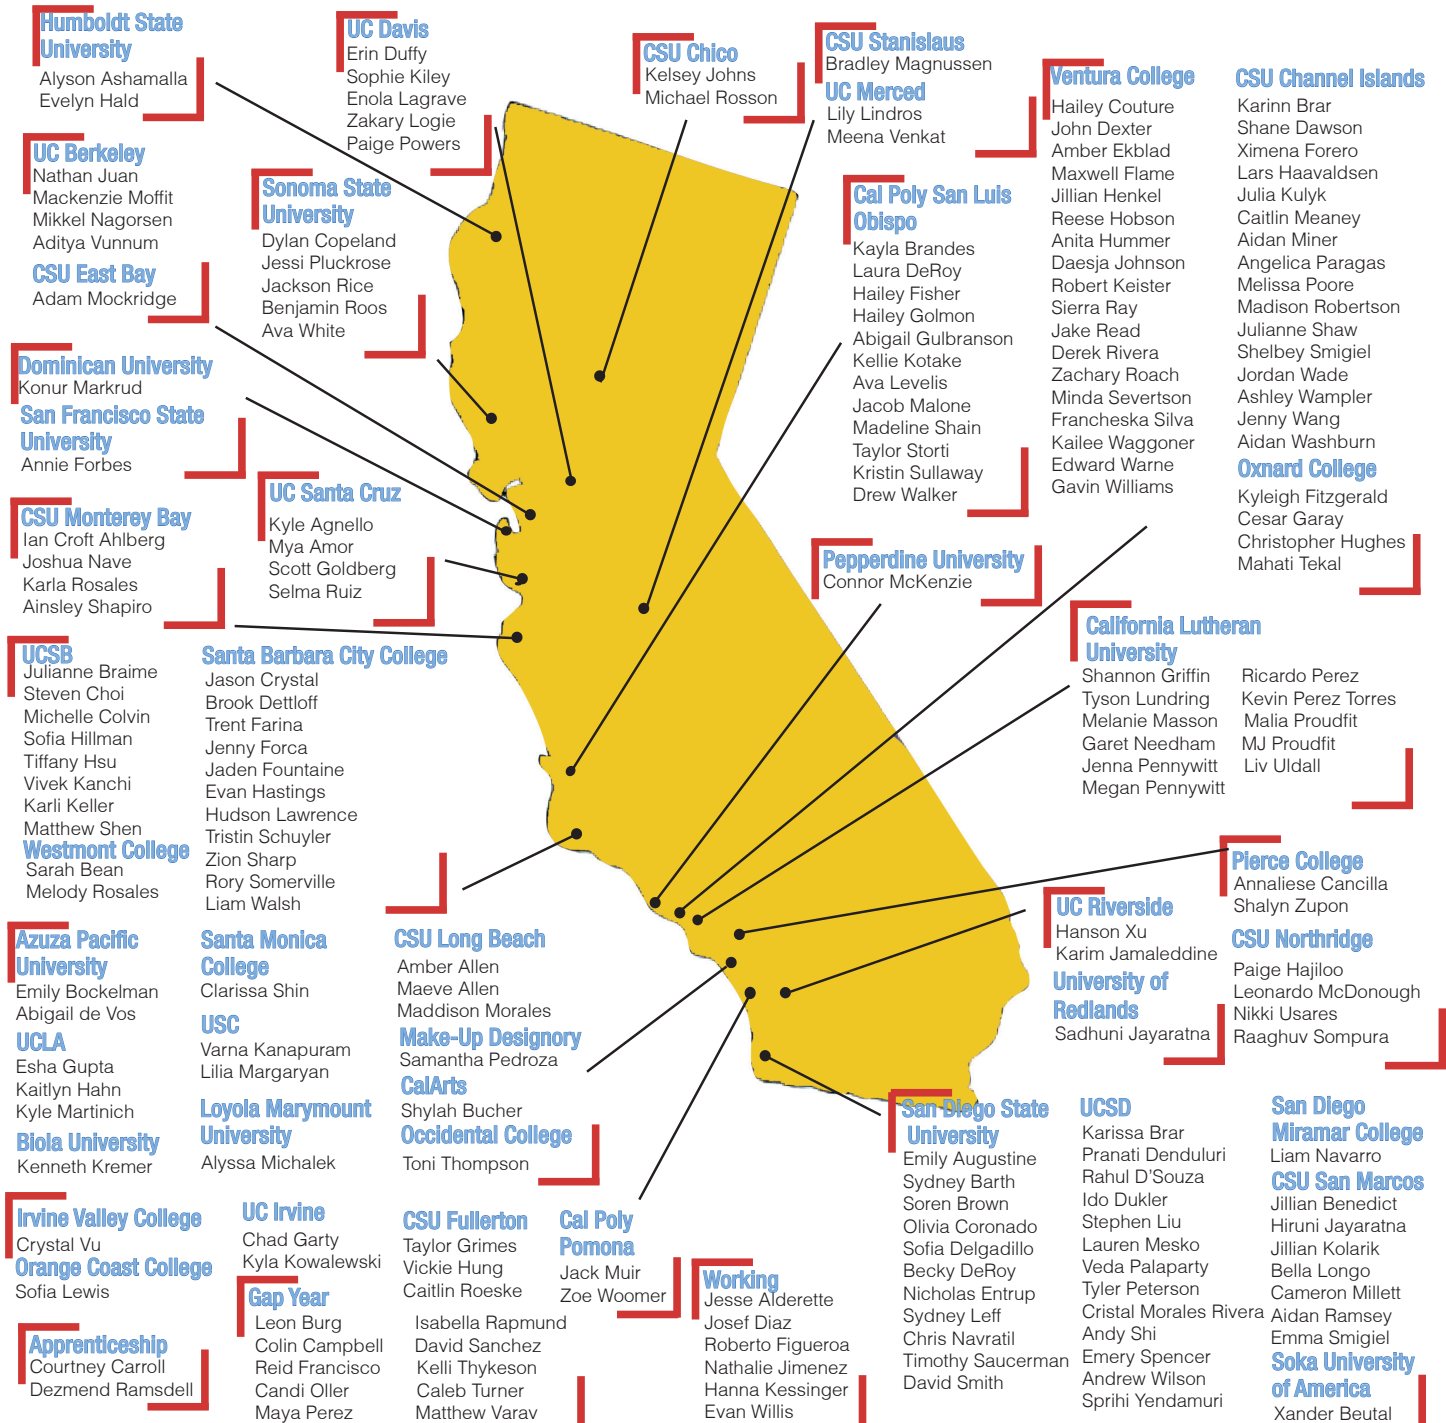 Humboldt State
University
Alyson Ashamalla
Evelyn Hald
UC Davis
Erin Duffy
Sophie Kiley
Enola Lagrave
Zakary Logie
Paige Powers
CSU Chico
Kelsey Johns
Michael Rosson
CSU Stanislaus
Bradley Magnussen
UC Merced
Lily Lindros
Meena Venkat
Ventura College
Hailey Couture
John Dexter
Amber Ekblad
Maxwell Flame
Jillian Henkel
Reese Hobson
Anita Hummer
Daesja Johnson
Robert Keister
Sierra Ray
Jake Read
Derek Rivera
Zachary Roach
Minda Severtson
Francheska Silva
Kailee Waggoner
Edward Warne
Gavin Williams
CSU Channel Islands
Karinn Brar
Shane Dawson
Ximena Forero
Lars Haavaldsen
Julia Kulyk
Caitlin Meaney
Aidan Miner
Angelica Paragas
Melissa Poore
Madison Robertson
Julianne Shaw
Shelbey Smigiel
Jordan Wade
Ashley Wampler
Jenny Wang
Aidan Washburn
Oxnard College
Kyleigh Fitzgerald
Cesar Garay
Christopher Hughes
Mahati Tekal
UC Berkeley
Nathan Juan
Mackenzie Moffit
Mikkel Nagorsen
Aditya Vunnum
CSU East Bay
Adam Mockridge
Sonoma State
University
Dylan Copeland
Jessi Pluckrose
Jackson Rice
Benjamin Roos
Ava White
Cal Poly San Luis
Obispo
Kayla Brandes
Laura DeRoy
Hailey Fisher
Hailey Golmon
Abigail Gulbranson
Kellie Kotake
Ava Levelis
Jacob Malone
Madeline Shain
Taylor Storti
Kristin Sullaway
Drew Walker
Dominican University
Konur Markrud
San Francisco State
University
Annie Forbes
UC Santa Cruz
Kyle Agnello
Mya Amor
Scott Goldberg
Selma Ruiz
CSU Monterey Bay
Ian Croft Ahlberg
Joshua Nave
Karla Rosales
Ainsley Shapiro
Pepperdine University
Connor McKenzie
California Lutheran
University
Shannon Griffin
Tyson Lundring
Melanie Masson
Garet Needham
Jenna Pennywitt
Megan Pennywitt
Ricardo Perez
Kevin Perez Torres
Malia Proudfit
MJ Proudfit
Liv Uldall
UCSB
Julianne Braime
Steven Choi
Michelle Colvin
Sofia Hillman
Tiffany Hsu
Vivek Kanchi
Karli Keller
Matthew Shen
Westmont College
Sarah Bean
Melody Rosales
Santa Barbara City College
Jason Crystal
Brook Dettloff
Trent Farina
Jenny Forca
Jaden Fountaine
Evan Hastings
Hudson Lawrence
Tristin Schuyler
Zion Sharp
Rory Somerville
Liam Walsh
Pierce College
Annaliese Cancilla
Shalyn Zupon
CSU Northridge
Paige Hajiloo
Leonardo McDonough
Nikki Usares
Raaghuv Sompura
UC Riverside
Hanson Xu
Karim Jamaleddine
University of
Redlands
Sadhuni Jayaratna
Azuza Pacific
University
Emily Bockelman
Abigail de Vos
UCLA
Esha Gupta
Kaitlyn Hahn
Kyle Martinich
Biola University
Kenneth Kremer
Santa Monica
College
Clarissa Shin
USC
Varna Kanapuram
Lilia Margaryan
Loyola Marymount
University
Alyssa Michalek
CSU Long Beach
Amber Allen
Maeve Allen
Maddison Morales
Make-Up Designory
Samantha Pedroza
CalArts
Shylah Bucher
Occidental College
Toni Thompson
San Diego State
University
Emily Augustine
Sydney Barth
Soren Brown
Olivia Coronado
Sofia Delgadillo
Becky DeRoy
Nicholas Entrup
Sydney Leff
Chris Navratil
Timothy Saucerman
David Smith
UCSD
Karissa Brar
Pranati Denduluri
Rahul D'Souza
Ido Dukler
Stephen Liu
Lauren Mesko
Veda Palaparty
Tyler Peterson
Cristal Morales Rivera
Andy Shi
Emery Spencer
Andrew Wilson
Sprihi Yendamuri
San Diego
Miramar College
Liam Navarro
CSU San Marcos
Jillian Benedict
Hiruni Jayaratna
Jillian Kolarik
Bella Longo
Cameron Millett
Aidan Ramsey
Emma Smigiel
Soka University
of America
Xander Beutal
Irvine Valley College
Crystal Vu
Orange Coast College
Sofia Lewis
UC Irvine
Chad Garty
Kyla Kowalewski
CSU Fullerton
Taylor Grimes
Vickie Hung
Caitlin Roeske
Cal Poly
Pomona
Jack Muir
Zoe Woomer
Apprenticeship
Courtney Carroll
Dezmend Ramsdell
Gap Year
Leon Burg
Colin Campbell
Reid Francisco
Candi Oller
Maya Perez
Isabella Rapmund
David Sanchez
Kelli Thykeson
Caleb Turner
Matthew Varav
Working
Jesse Alderette
Josef Diaz
Roberto Figueroa
Nathalie Jimenez
Hanna Kessinger
Evan Willis